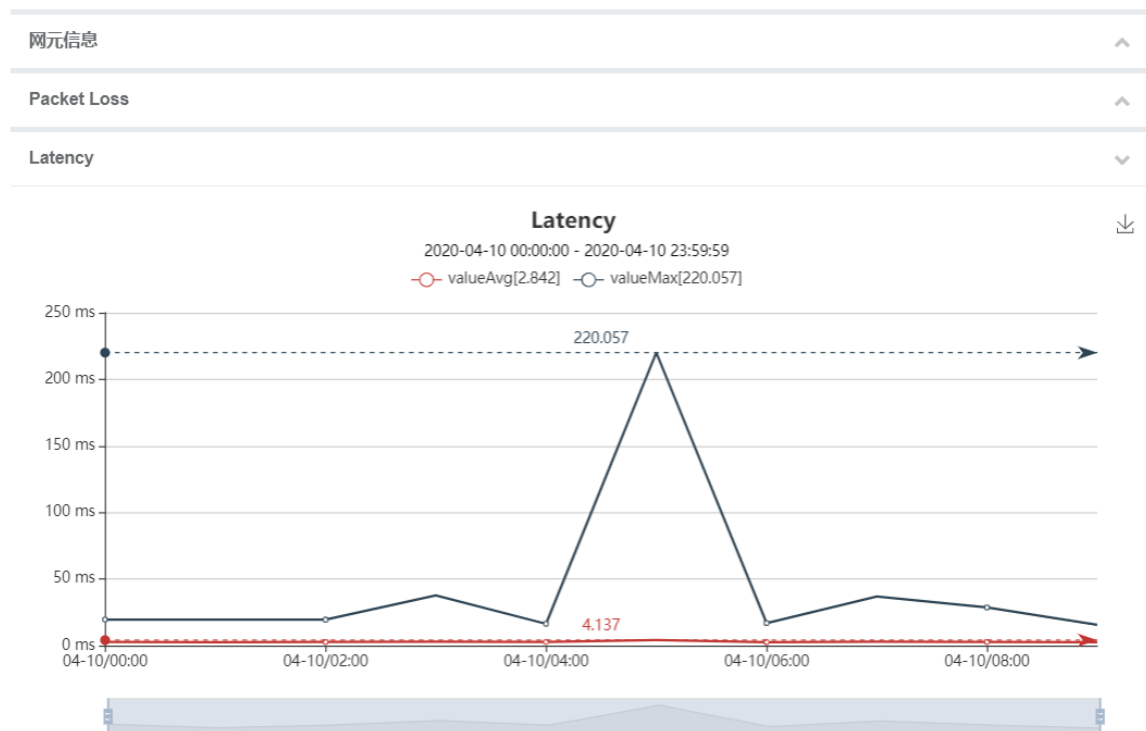 网元信息
Packet Loss
Latency
Latency
2020-04-10 00:00:00 - 2020-04-10 23:59:59
valueAvg[2.842] valueMax[220.057]
250 ms
220.057
200 ms
150 ms
100 ms
50 ms
4.137
0 ms
04-10/00:00 04-10/02:00 04-10/04:00 04-10/06:00 04-10/08:00